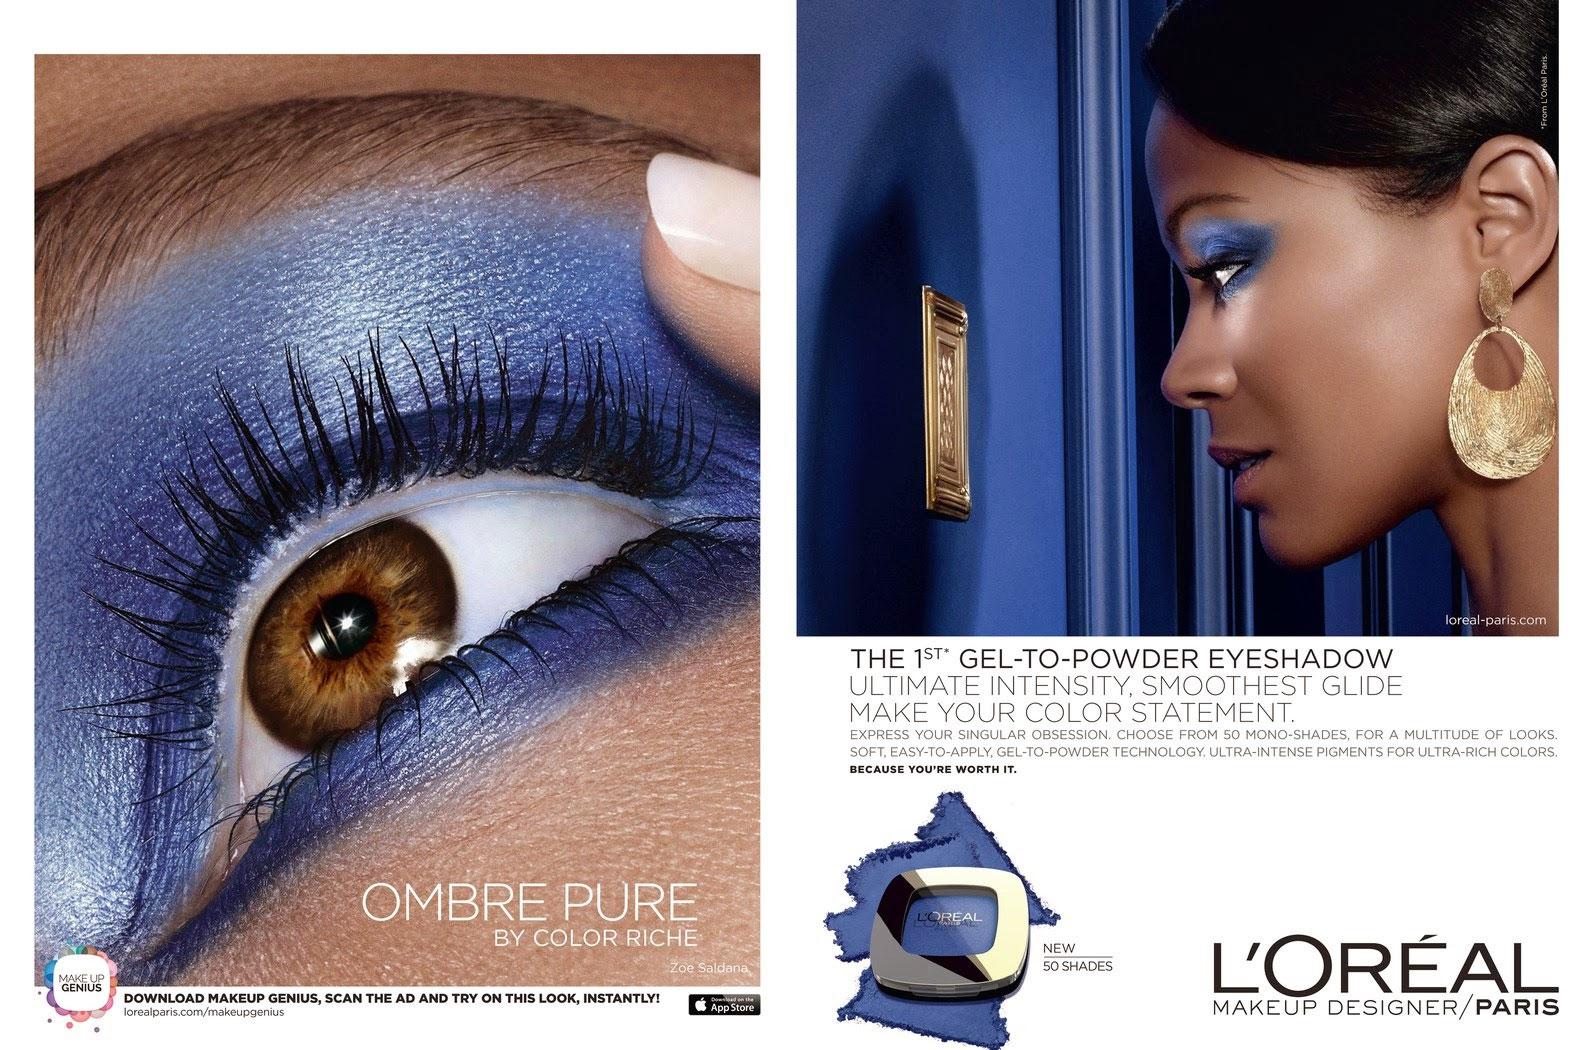 OMBRE PURE
BY COLOR RICHE
Zoe Saldana
MAKE UP
GENIUS
DOWNLOAD MAKEUP GENIUS, SCAN THE AD AND TRY ON THIS LOOK, INSTANTLY!
lorealparis.com/makeupgenius
Download on the
App Store
*From L'Oréal Paris.
loreal-paris.com
THE 1ST* GEL-TO-POWDER EYESHADOW
ULTIMATE INTENSITY, SMOOTHEST GLIDE
MAKE YOUR COLOR STATEMENT.
EXPRESS YOUR SINGULAR OBSESSION. CHOOSE FROM 50 MONO-SHADES, FOR A MULTITUDE OF LOOKS.
SOFT, EASY-TO-APPLY, GEL-TO-POWDER TECHNOLOGY. ULTRA-INTENSE PIGMENTS FOR ULTRA-RICH COLORS.
BECAUSE YOU'RE WORTH IT.
L'ORÉAL
PARIS
NEW
50 SHADES
L'ORÉAL
MAKEUP DESIGNER/PARIS